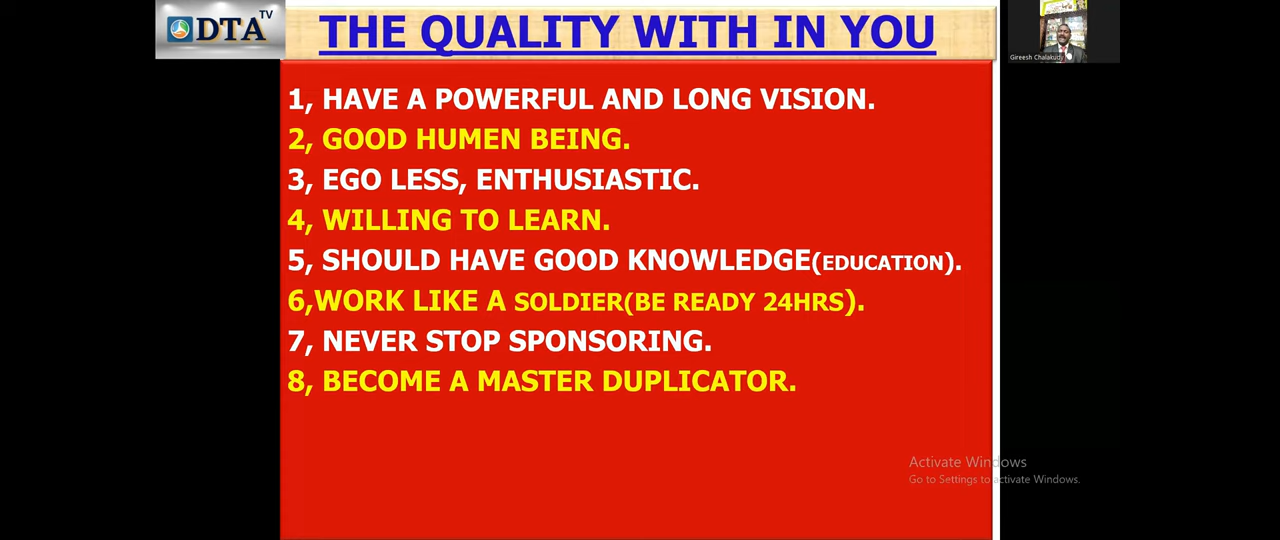 DTA TV
THE QUALITY WITH IN YOU
Gireesh Chalakudy
1, HAVE A POWERFUL AND LONG VISION.
2, GOOD HUMEN BEING.
3, EGO LESS, ENTHUSIASTIC.
4, WILLING TO LEARN.
5, SHOULD HAVE GOOD KNOWLEDGE(EDUCATION).
6,WORK LIKE A SOLDIER(BE READY 24HRS).
7, NEVER STOP SPONSORING.
8, BECOME A MASTER DUPLICATOR.
Activate Windows
Go to Settings to activate Windows.